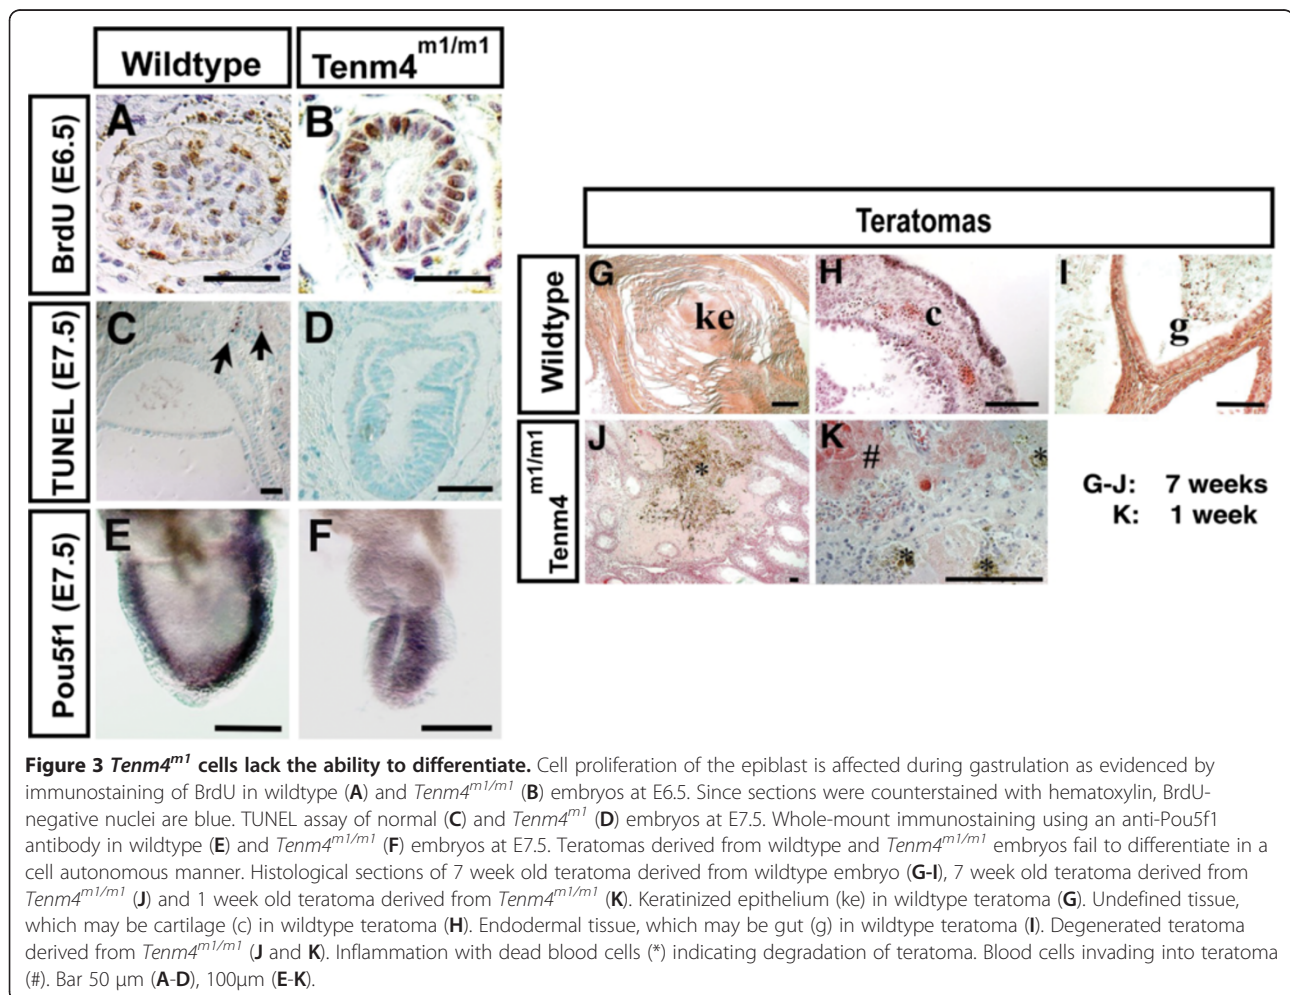 Wildtype
Tenm4 m1/m1
BrdU (E6.5)
A
B
TUNEL (E7.5)
C
D
Pou5f1 (E7.5)
E
F
Teratomas
Wildtype
G
ke
H
c
I
g
Tenm4 m1/m1
J
*
K
#
*
*
*
G-J: 7 weeks
K: 1 week
Figure 3 Tenm4m1 cells lack the ability to differentiate. Cell proliferation of the epiblast is affected during gastrulation as evidenced by
immunostaining of BrdU in wildtype (A) and Tenm4m1/m1 (B) embryos at E6.5. Since sections were counterstained with hematoxylin, BrdU-
negative nuclei are blue. TUNEL assay of normal (C) and Tenm4m1 (D) embryos at E7.5. Whole-mount immunostaining using an anti-Pou5f1
antibody in wildtype (E) and Tenm4m1/m1 (F) embryos at E7.5. Teratomas derived from wildtype and Tenm4m1/m1 embryos fail to differentiate in a
cell autonomous manner. Histological sections of 7 week old teratoma derived from wildtype embryo (G-I), 7 week old teratoma derived from
Tenm4m1/m1 (J) and 1 week old teratoma derived from Tenm4m1/m1 (K). Keratinized epithelium (ke) in wildtype teratoma (G). Undefined tissue,
which may be cartilage (c) in wildtype teratoma (H). Endodermal tissue, which may be gut (g) in wildtype teratoma (I). Degenerated teratoma
derived from Tenm4m1/m1 (J and K). Inflammation with dead blood cells (*) indicating degradation of teratoma. Blood cells invading into teratoma
(#). Bar 50 μm (A-D), 100μm (E-K).